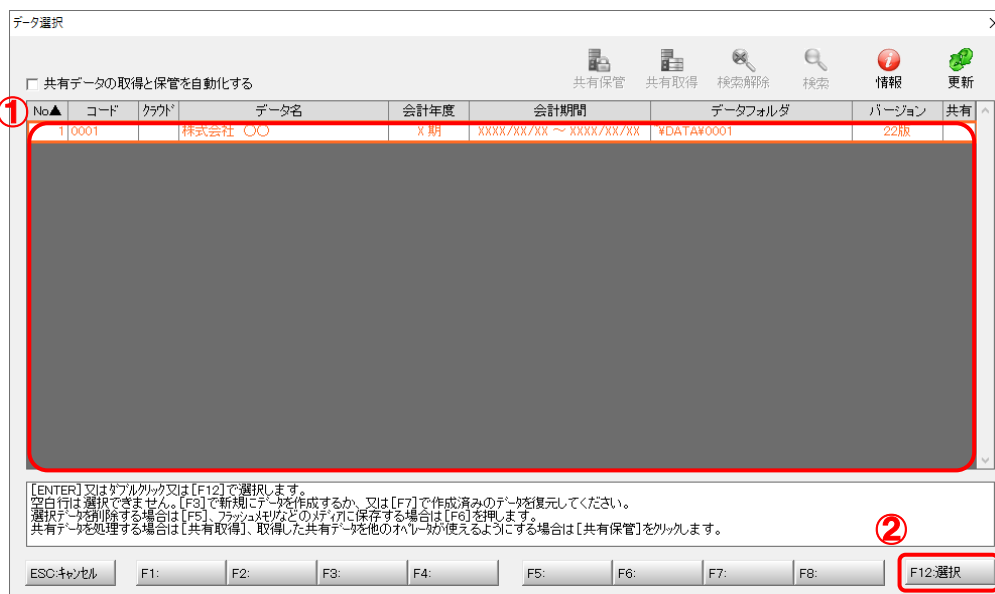 データ選択
共有データの取得と保管を自動化する
共有保管 共有取得 検索解除 検索 情報 更新
①
No▲ コード クラウド データ名 会計年度 会計期間 データフォルダ バージョン 共有
1 0001 株式会社 〇〇 X 期 XXXX/XX/XX ～ XXXX/XX/XX ¥DATA¥0001 22版
[ENTER]又はダブルクリック又は[F12]で選択します。
空白行は選択できません。[F3]で新規にデータを作成するか、又は[F7]で作成済みのデータを復元してください。
選択データを削除する場合は[F5]、フラッシュメモリなどのメディアに保存する場合は[F6]を押します。
共有データを処理する場合は[共有取得]、取得した共有データを他のオペレータが使えるようにする場合は[共有保管]をクリックします。
②
ESC:キャンセル F1: F2: F3: F4: F5: F6: F7: F8: F12:選択